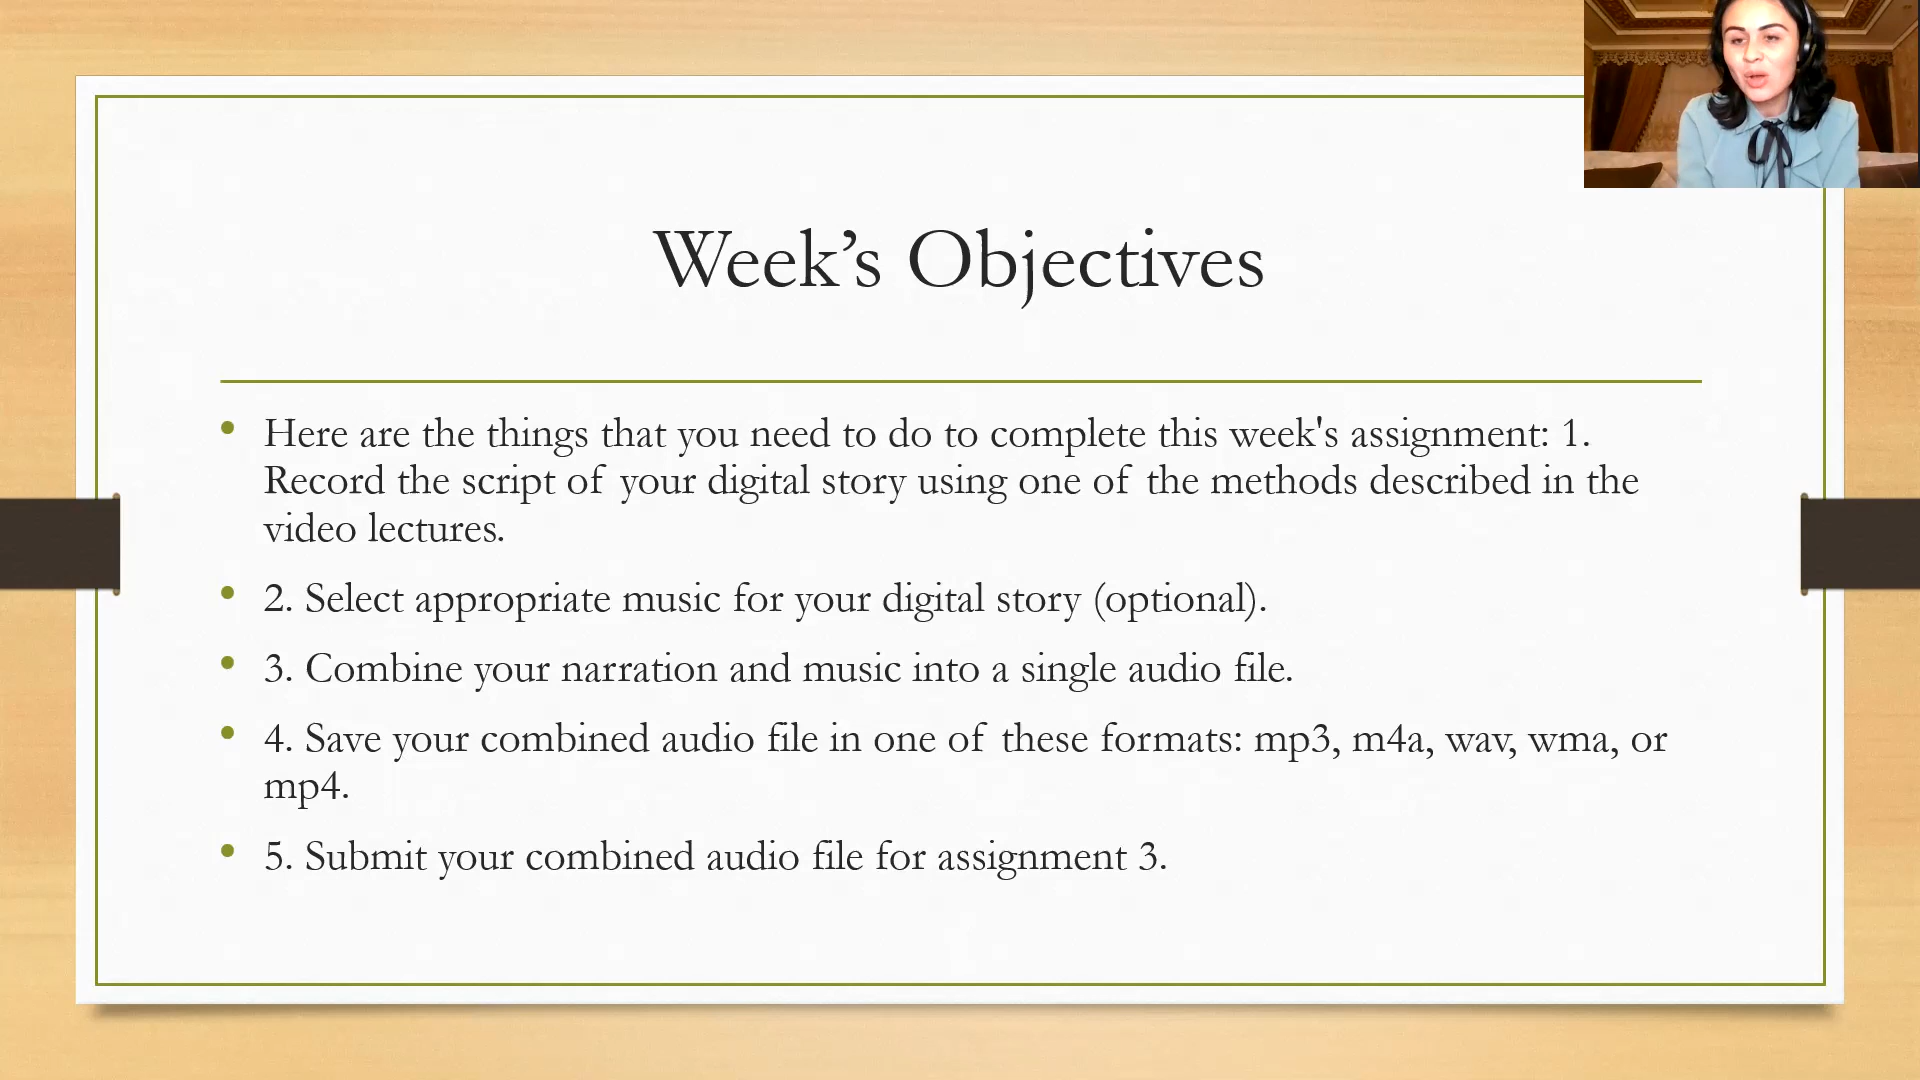 Week’s Objectives
• Here are the things that you need to do to complete this week's assignment: 1.
Record the script of your digital story using one of the methods described in the
video lectures.
• 2. Select appropriate music for your digital story (optional).
• 3. Combine your narration and music into a single audio file.
• 4. Save your combined audio file in one of these formats: mp3, m4a, wav, wma, or
mp4.
• 5. Submit your combined audio file for assignment 3.